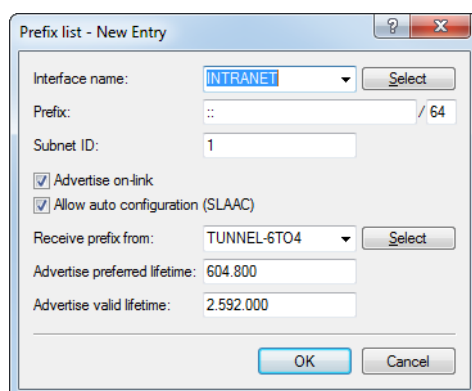 Prefix list - New Entry
Interface name: INTRANET Select
Prefix: :: / 64
Subnet ID: 1
Advertise on-link
Allow auto configuration (SLAAC)
Receive prefix from: TUNNEL-6TO4 Select
Advertise preferred lifetime: 604.800
Advertise valid lifetime: 2.592.000
OK Cancel